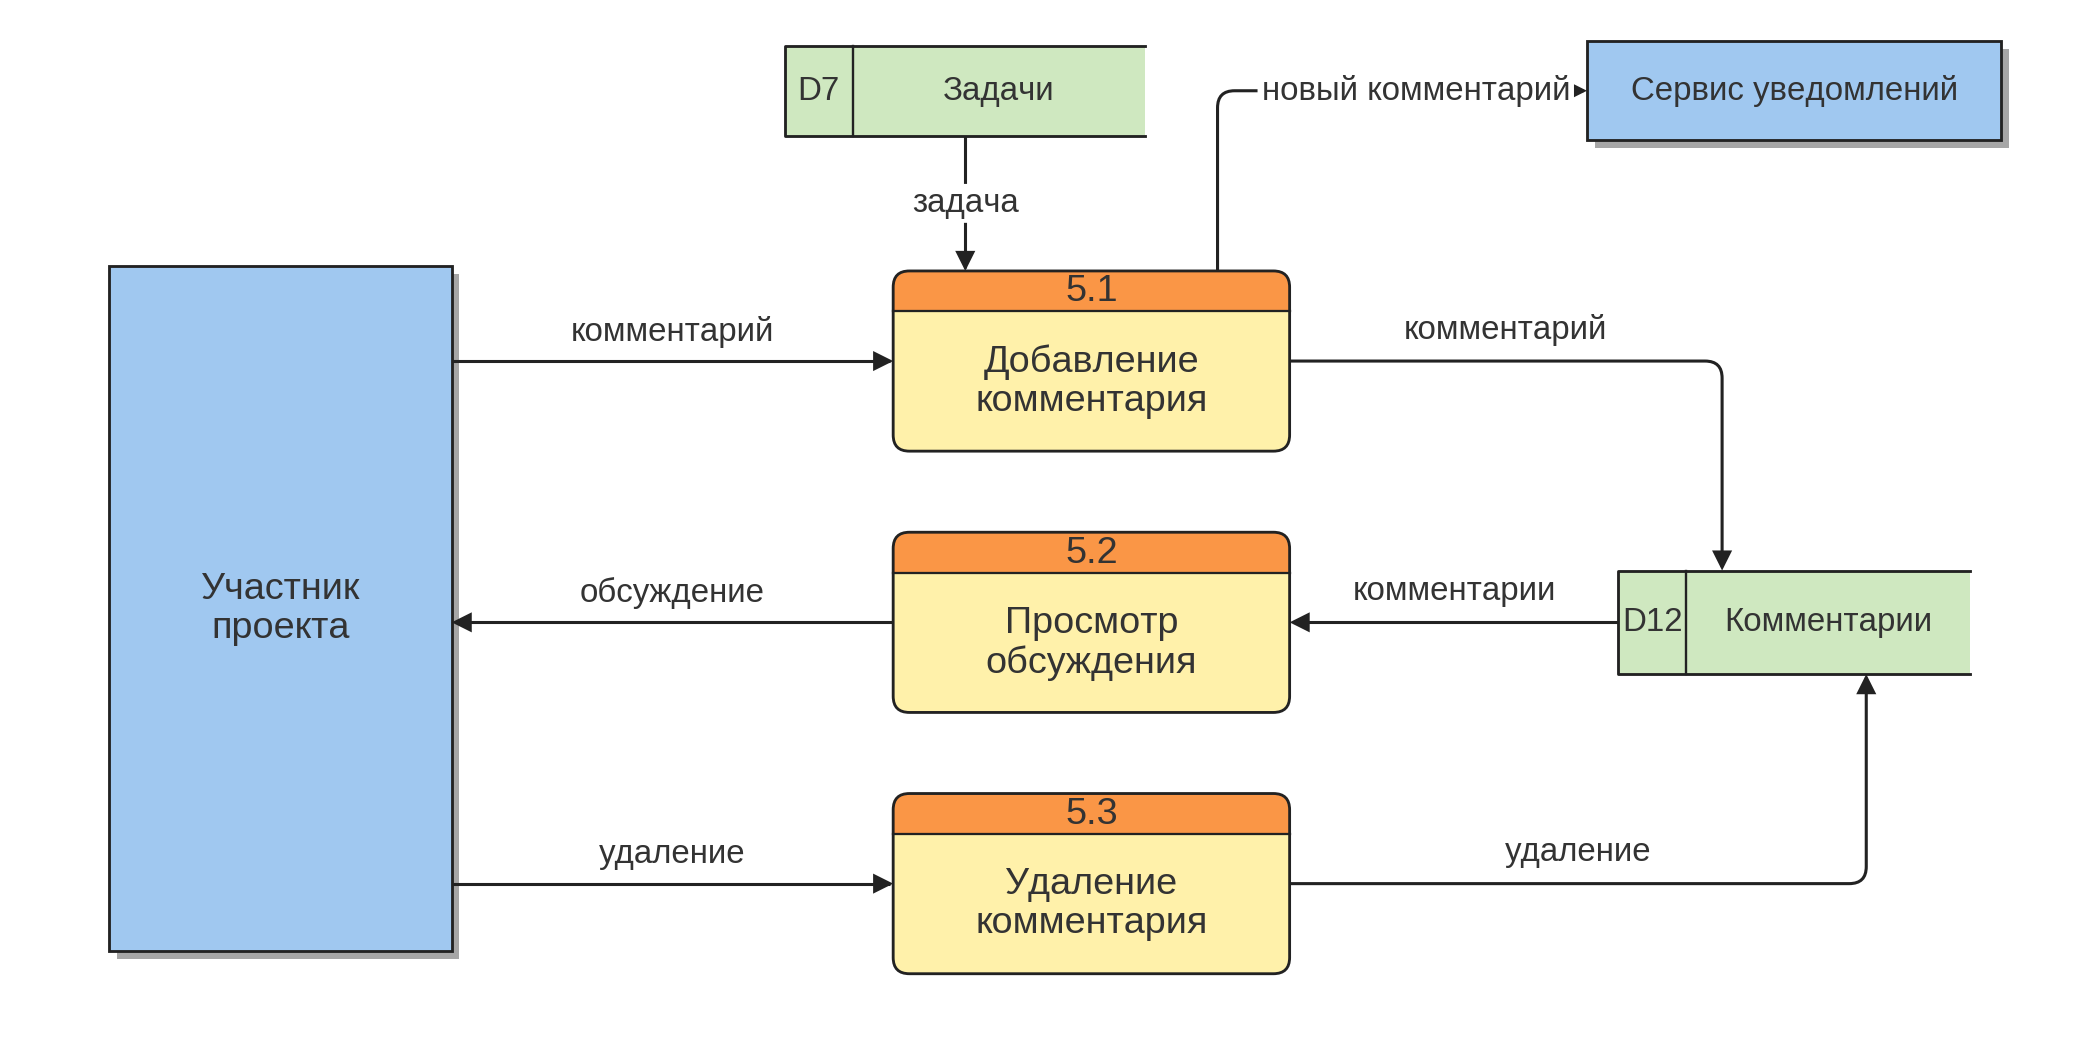 D7
Задачи
новый комментарий
Сервис уведомлений
задача
5.1
Добавление
комментария
комментарий
комментарий
Участник
проекта
обсуждение
5.2
Просмотр
обсуждения
комментарии
D12
Комментарии
удаление
5.3
Удаление
комментария
удаление